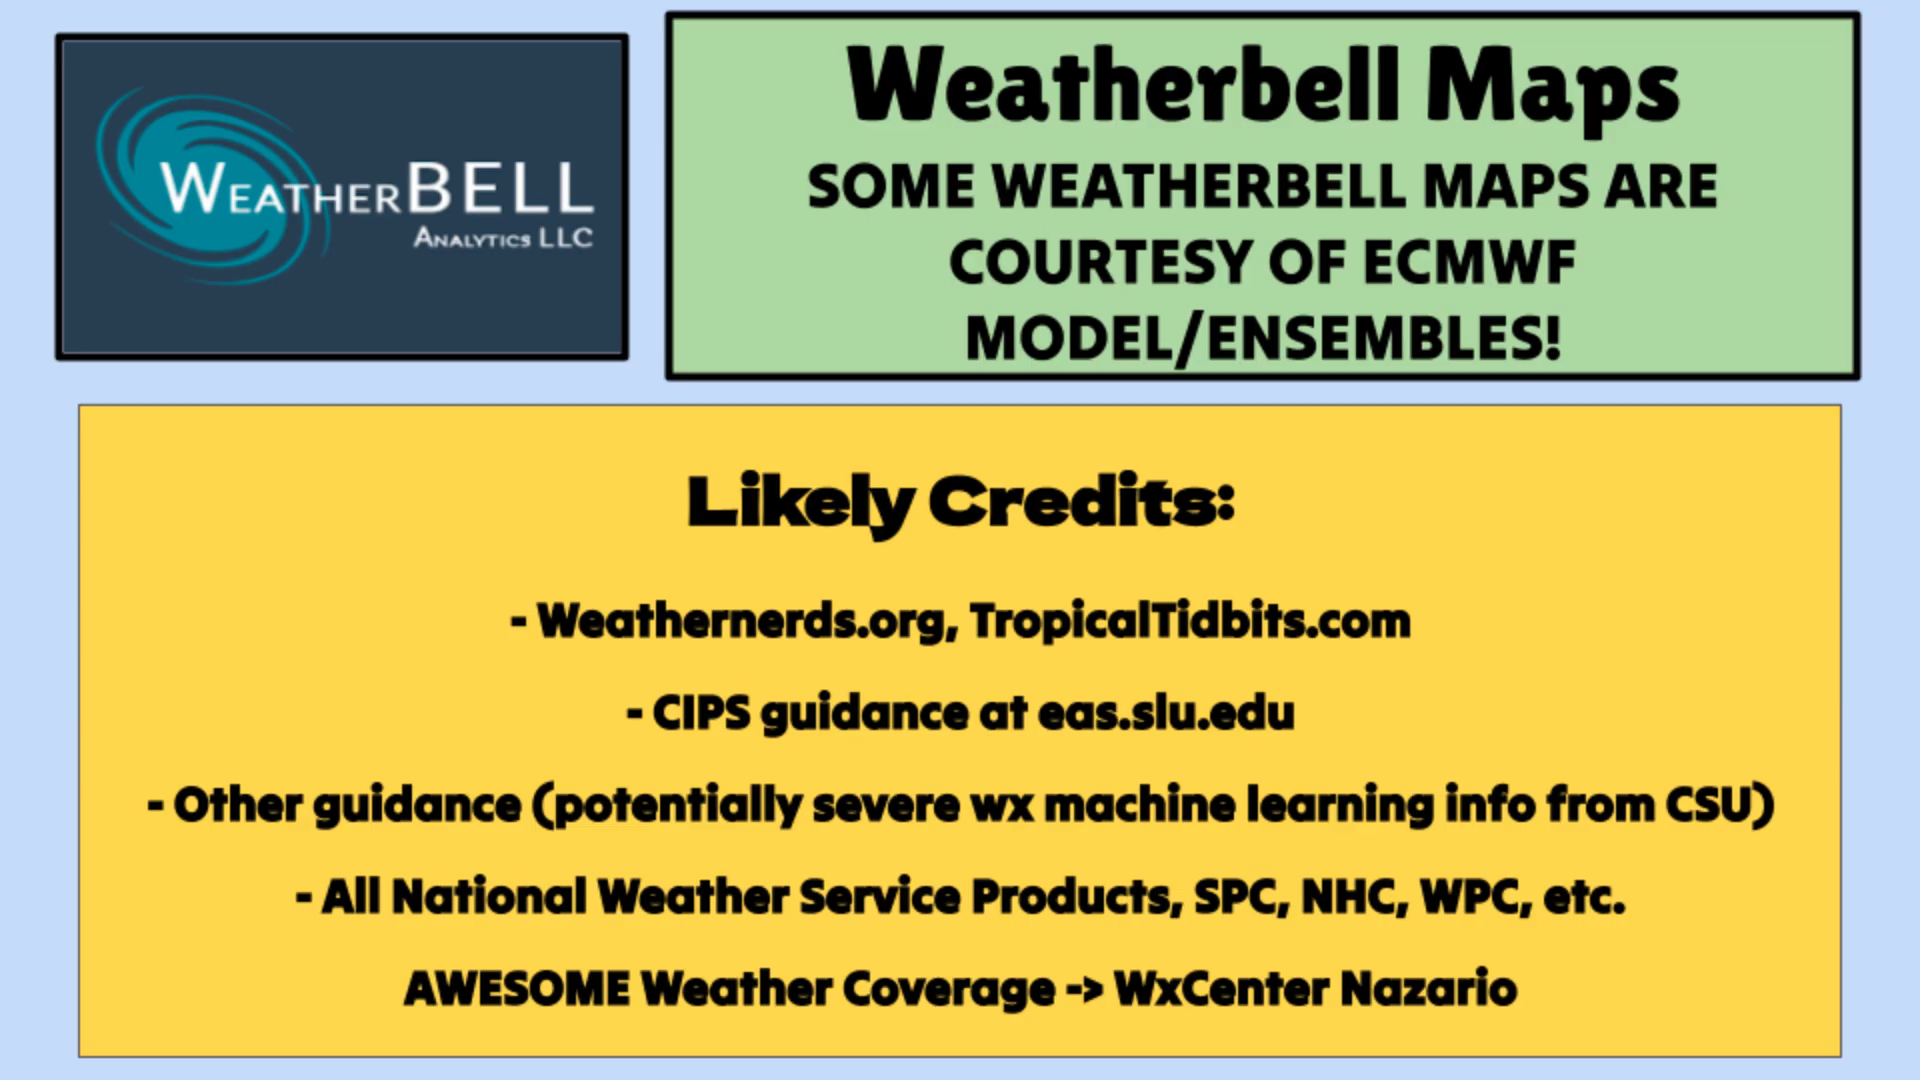 WEATHERBELL
ANALYTICS LLC
Weatherbell Maps
SOME WEATHERBELL MAPS ARE
COURTESY OF ECMWF
MODEL/ENSEMBLES!
Likely Credits:
- Weathernerds.org, TropicalTidbits.com
- CIPS guidance at eas.slu.edu
- Other guidance (potentially severe wx machine learning info from CSU)
- All National Weather Service Products, SPC, NHC, WPC, etc.
AWESOME Weather Coverage -> WxCenter Nazario